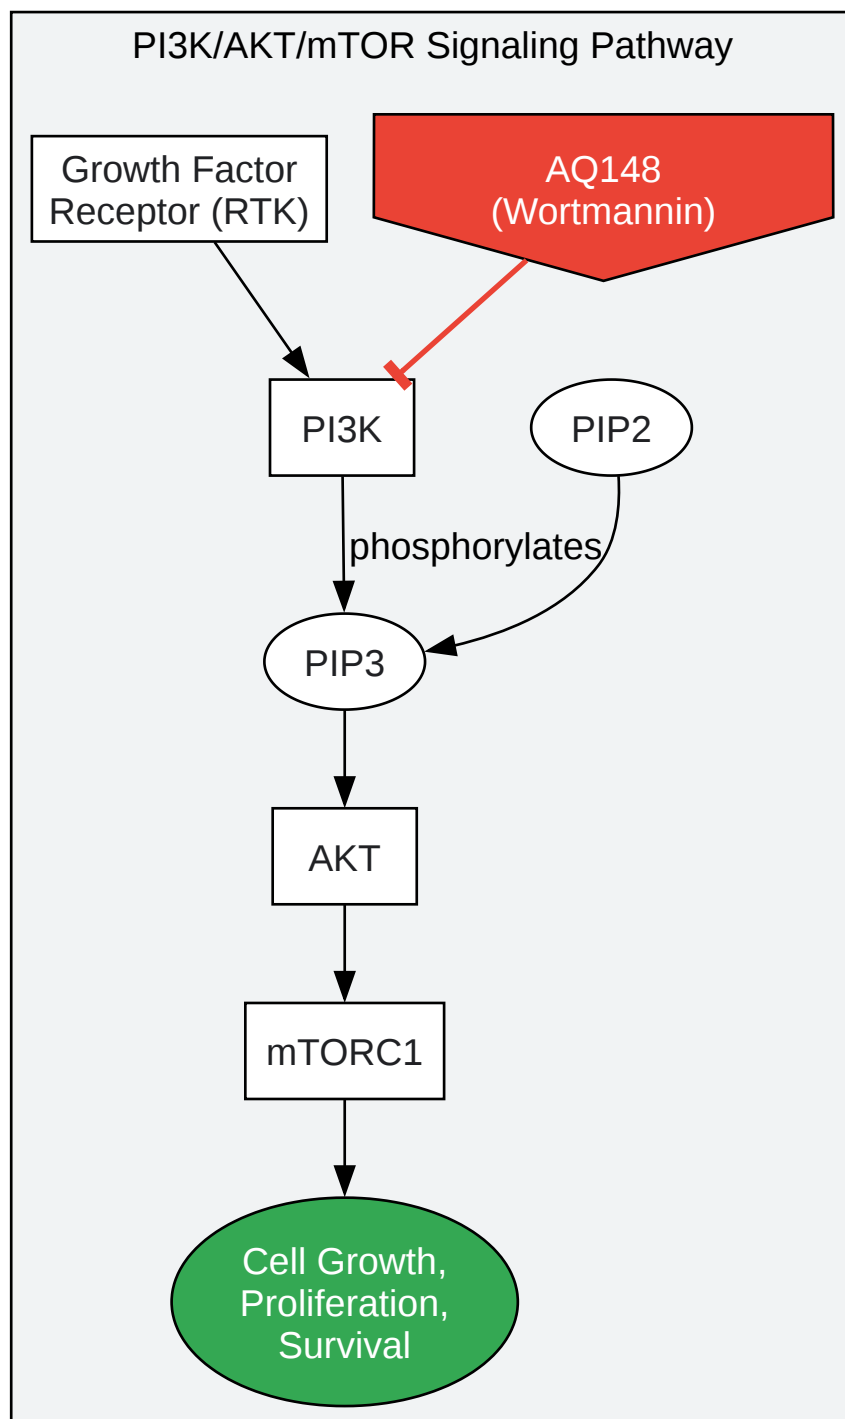 PI3K/AKT/mTOR Signaling Pathway
Growth Factor
Receptor (RTK)
AQ148
(Wortmannin)
PI3K
PIP2
phosphorylates
PIP3
AKT
mTORC1
Cell Growth,
Proliferation,
Survival